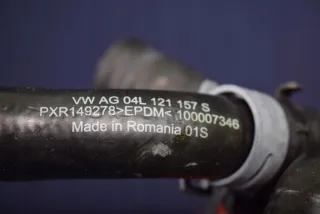 VW AG 04L 121 157 S
PXR149278>EPDM< 100007346
Made in Romania 01S